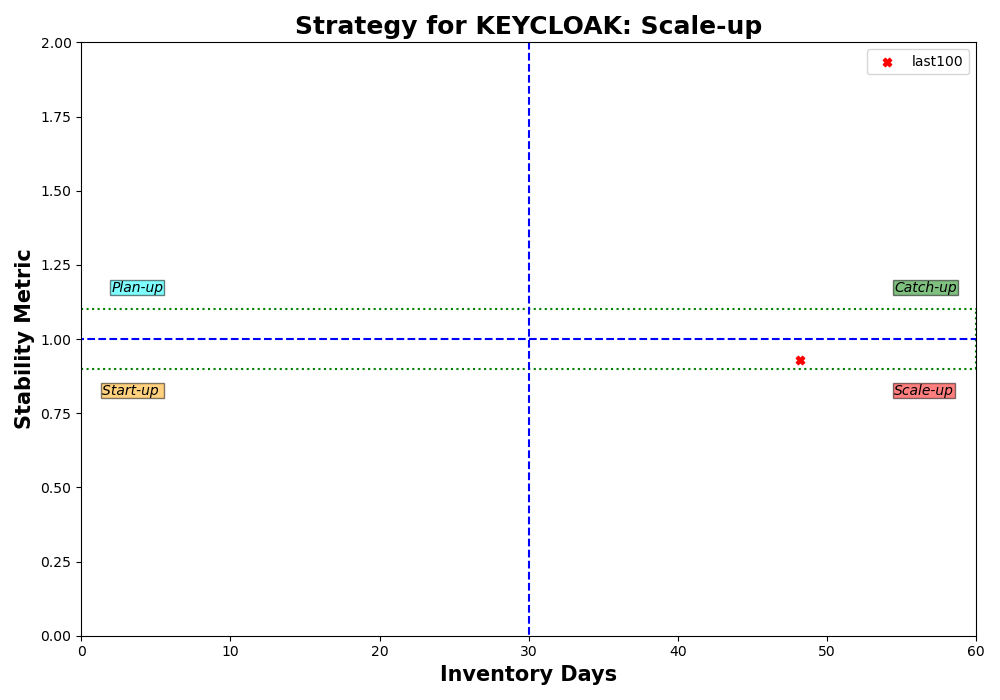 Strategy for KEYCLOAK: Scale-up
last100
2.00
1.75
1.50
1.25
1.00
0.75
0.50
0.25
0.00
Stability Metric
Plan-up
Catch-up
Start-up
Scale-up
0 10 20 30 40 50 60
Inventory Days